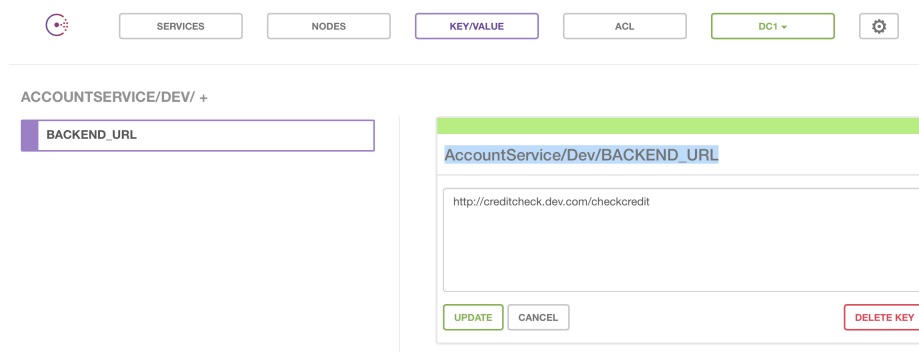 SERVICES NODES KEY/VALUE ACL DC1
ACCOUNTSERVICE/DEV/ +
BACKEND_URL
AccountService/Dev/BACKEND_URL
http://creditcheck.dev.com/checkcredit
UPDATE CANCEL DELETE KEY